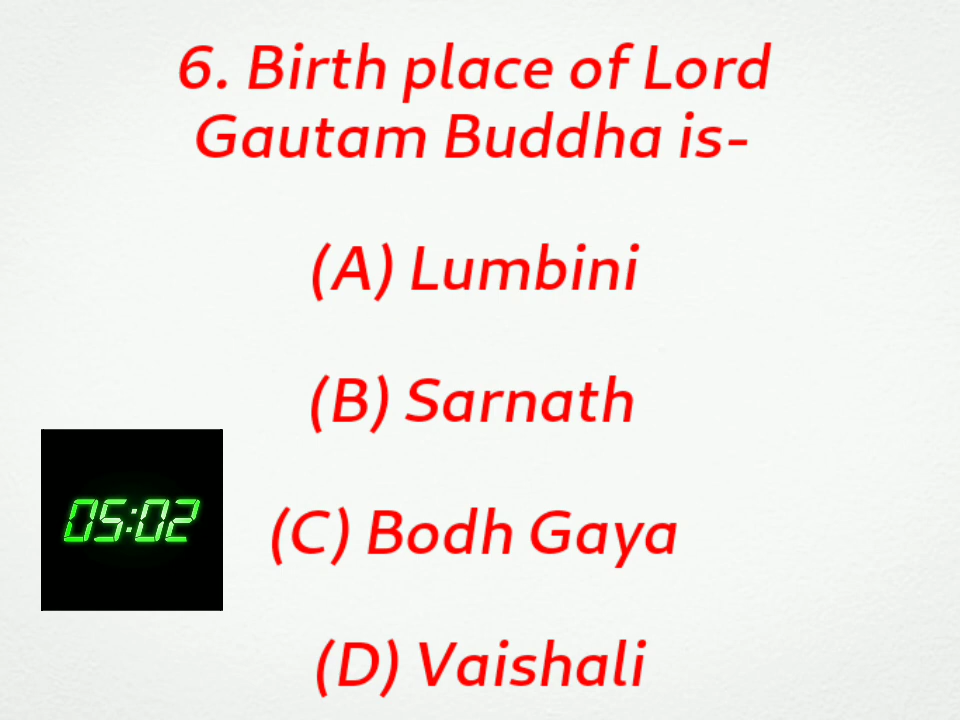 6. Birth place of Lord
Gautam Buddha is-
(A) Lumbini
(B) Sarnath
05:02
(C) Bodh Gaya
(D) Vaishali